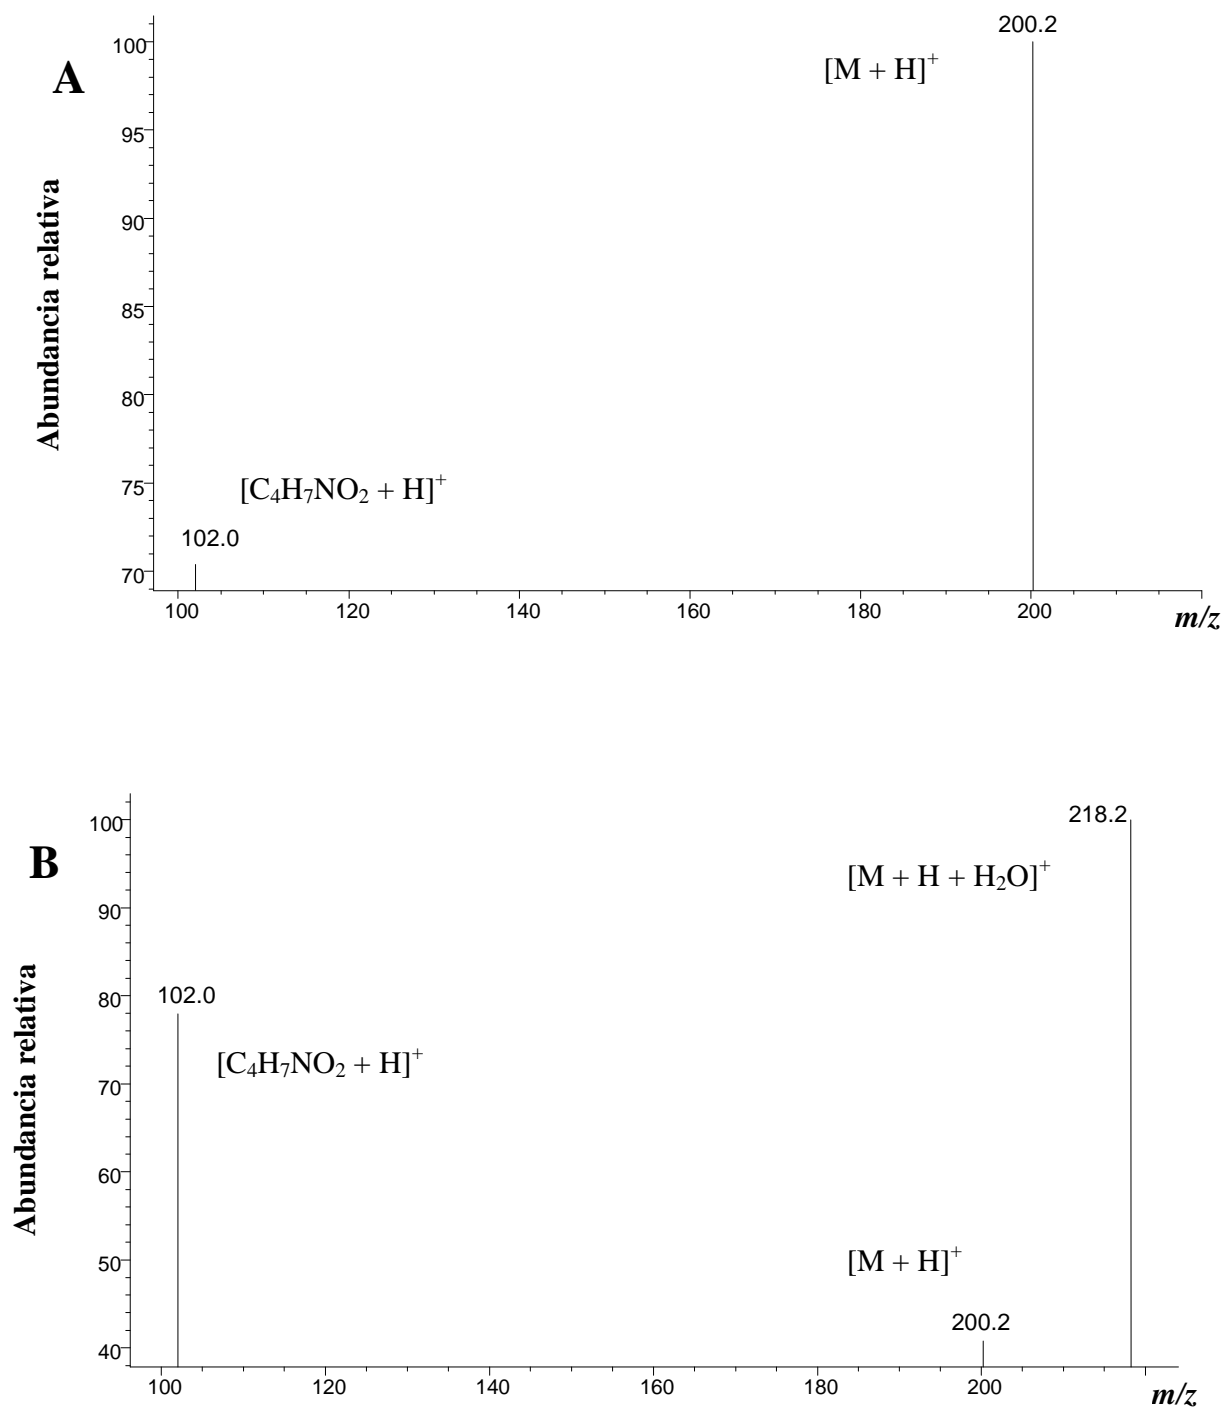 200.2
100
[M + H]+
A
95
90
Abundancia relativa
85
80
75
[C4H7NO2 + H]+
102.0
70
100 120 140 160 180 200
m/z
218.2
100
B
[M + H + H2O]+
90
Abundancia relativa
102.0
80
[C4H7NO2 + H]+
70
60
50
[M + H]+
200.2
40
100 120 140 160 180 200
m/z